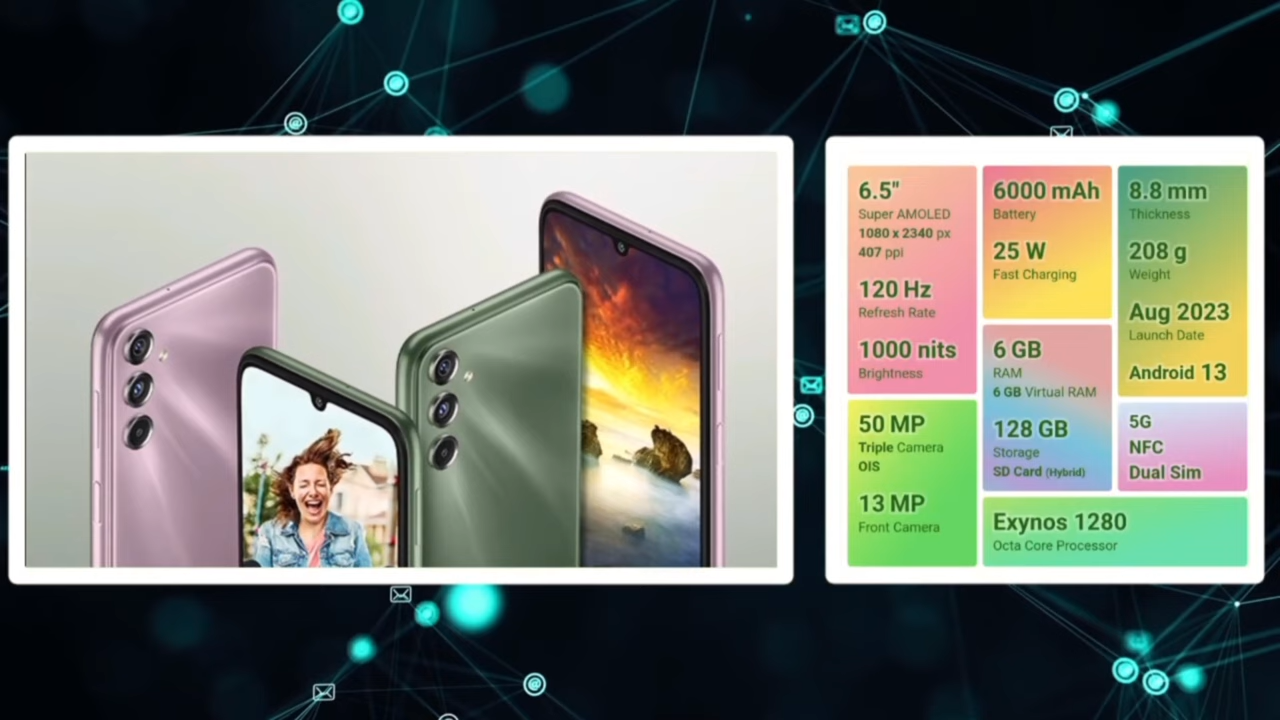 6.5"
Super AMOLED
1080 x 2340 px
407 ppi
120 Hz
Refresh Rate
1000 nits
Brightness
50 MP
Triple Camera
OIS
13 MP
Front Camera
6000 mAh
Battery
25 W
Fast Charging
6 GB
RAM
6 GB Virtual RAM
128 GB
Storage
SD Card (Hybrid)
8.8 mm
Thickness
208 g
Weight
Aug 2023
Launch Date
Android 13
5G
NFC
Dual Sim
Exynos 1280
Octa Core Processor